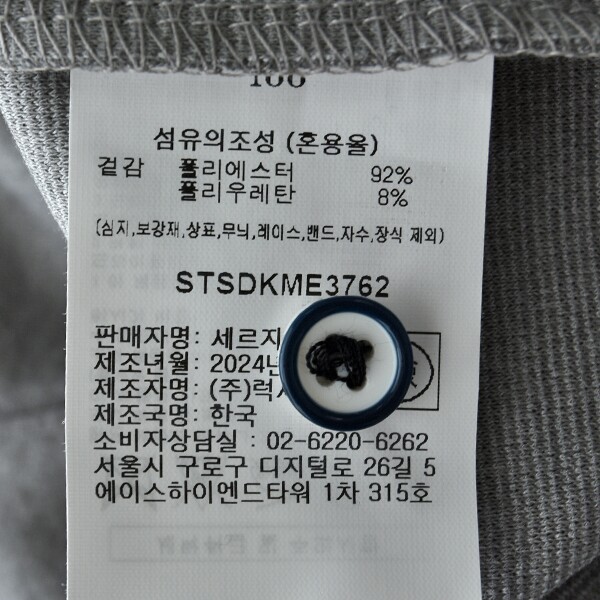 100
섬유의조성 (혼용율)
겉감 폴리에스터 92%
폴리우레탄 8%
(심지,보강재,상표,무늬,레이스,밴드,자수,장식 제외)
STSDKME3762
판매자명: 세르지
제조년월: 2024년
제조자명: (주)럭
제조국명: 한국
소비자상담실 : 02-6220-6262
서울시 구로구 디지털로 26길 5
에이스하이엔드타워 1차 315호